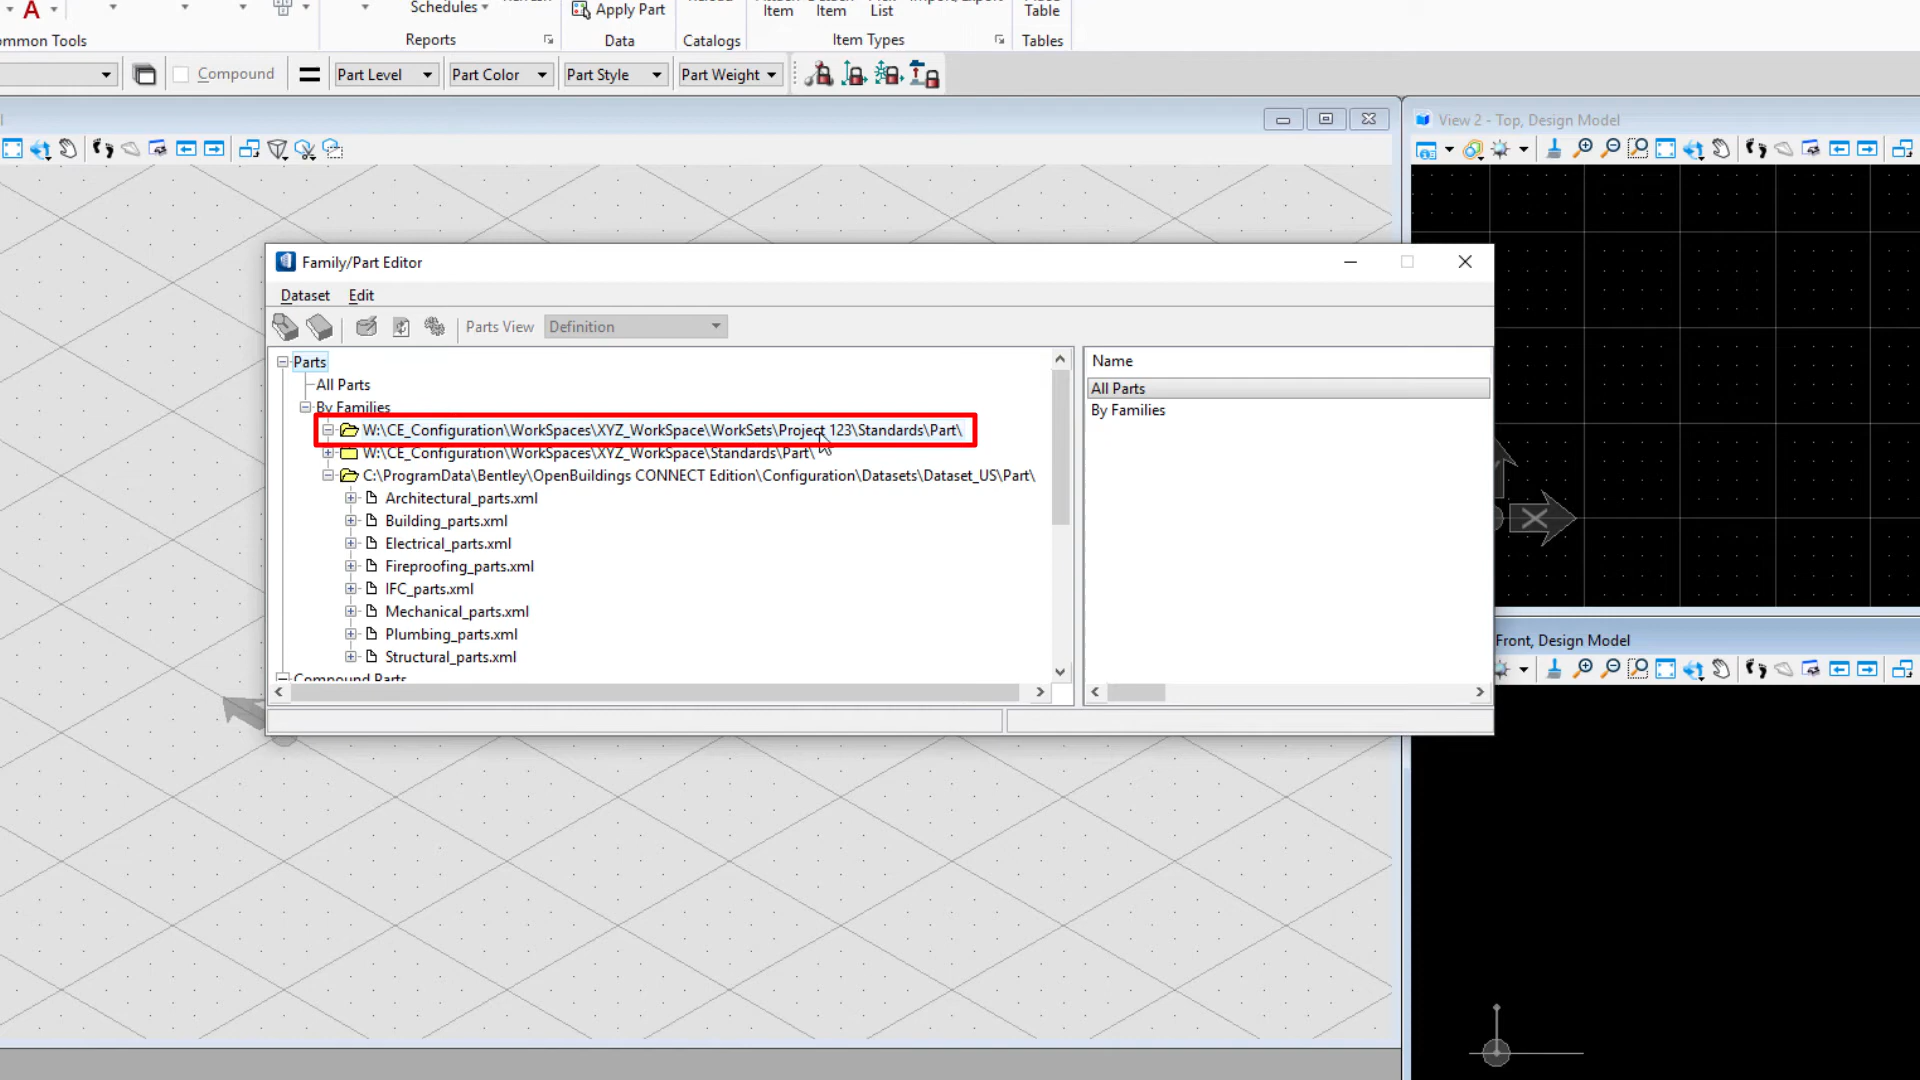 Schedules
Apply Part
Item
Item
List
Table
ommon Tools
Reports
Data
Catalogs
Item Types
Tables
Compound
Part Level
Part Color
Part Style
Part Weight
View 2 - Top, Design Model
Family/Part Editor
Dataset
Edit
Parts View
Definition
Parts
All Parts
By Families
W:\CE_Configuration\WorkSpaces\XYZ_WorkSpace\WorkSets\Project 123\Standards\Part\
W:\CE_Configuration\WorkSpaces\XYZ_WorkSpace\Standards\Part\
C:\ProgramData\Bentley\OpenBuildings CONNECT Edition\Configuration\Datasets\Dataset_US\Part\
Architectural_parts.xml
Building_parts.xml
Electrical_parts.xml
Fireproofing_parts.xml
IFC_parts.xml
Mechanical_parts.xml
Plumbing_parts.xml
Structural_parts.xml
Compound Parts
Name
All Parts
By Families
X
Front, Design Model